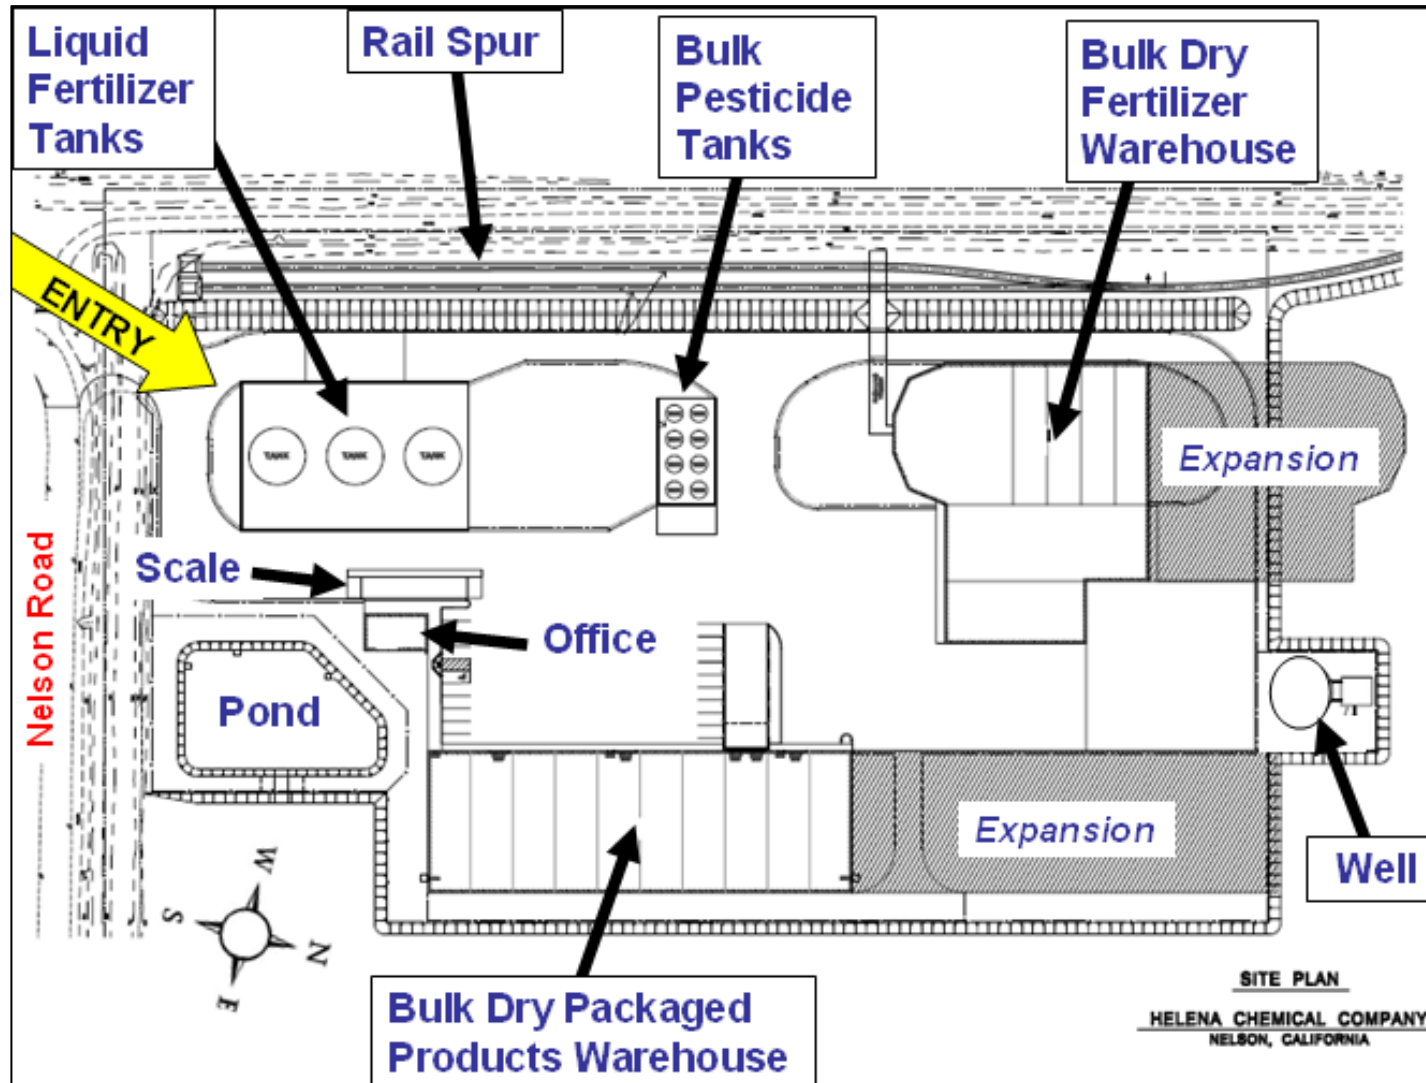 Liquid
Fertilizer
Tanks
Rail Spur
Bulk
Pesticide
Tanks
Bulk Dry
Fertilizer
Warehouse
ENTRY
TANK
TANK
TANK
Expansion
Nelson Road
Scale
Office
Pond
Expansion
Well
W
S
N
E
Bulk Dry Packaged
Products Warehouse
SITE PLAN
HELENA CHEMICAL COMPANY
NELSON, CALIFORNIA